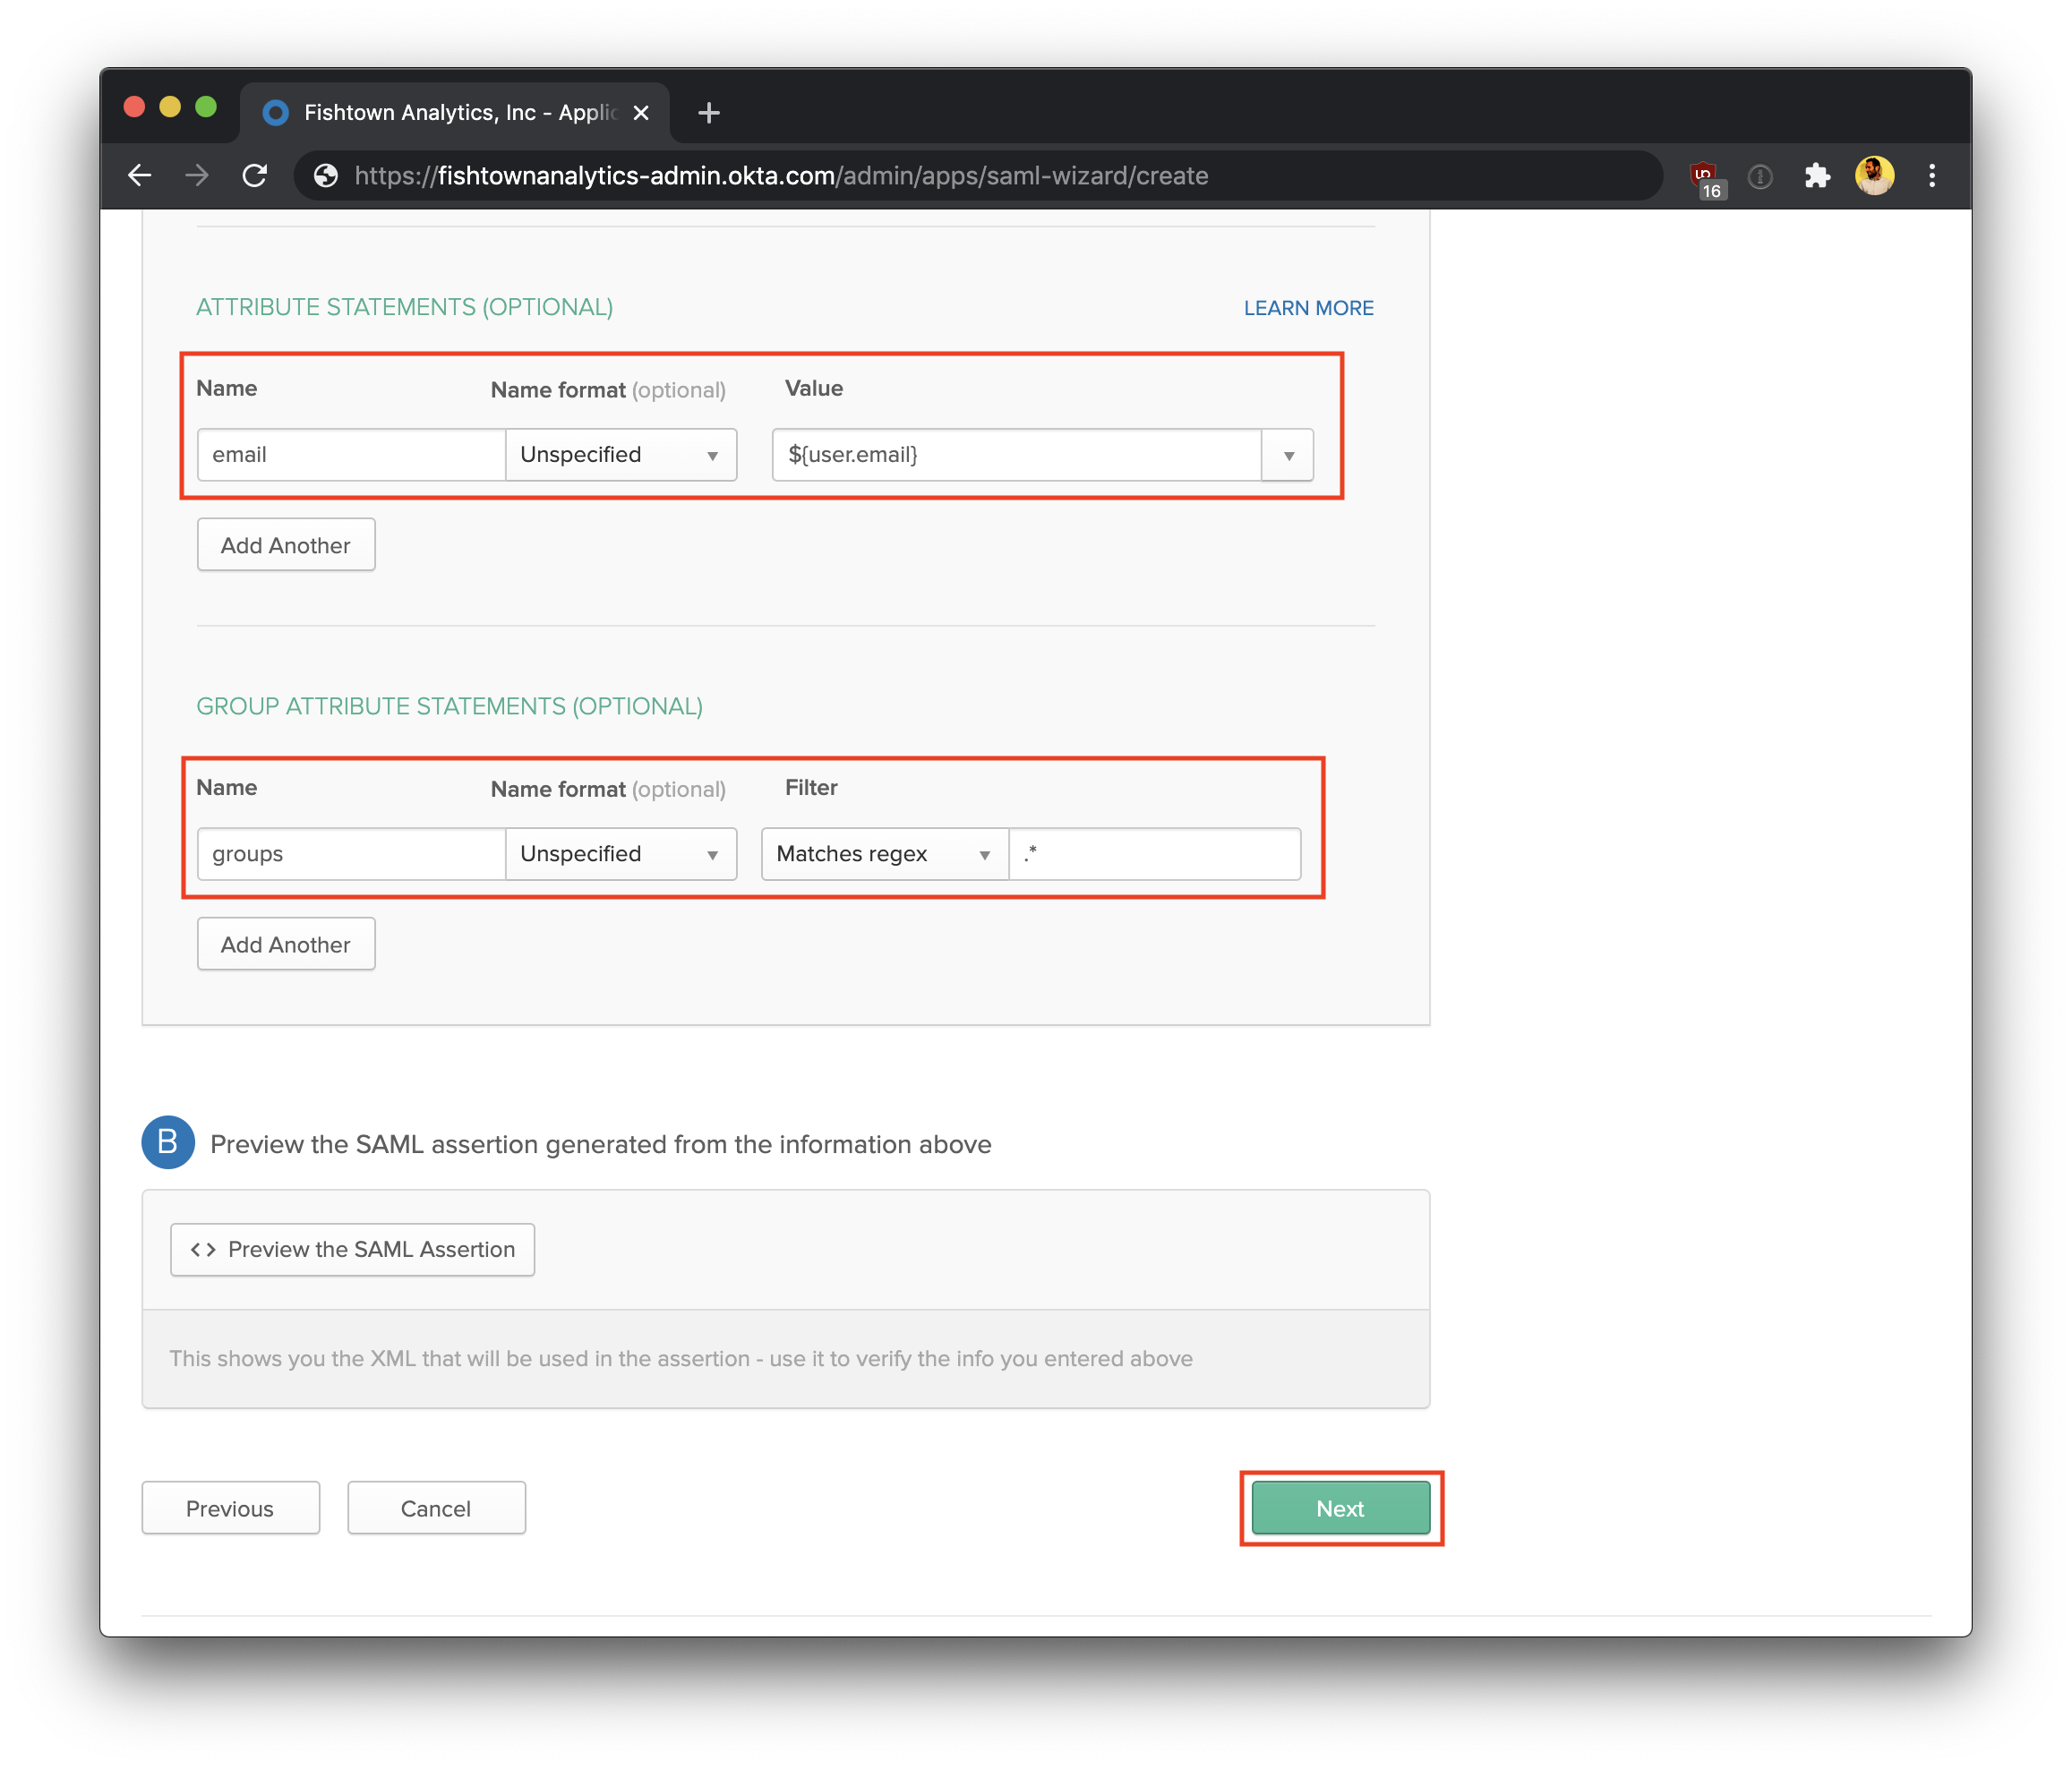 Fishtown Analytics, Inc - Applic
https://fishtownanalytics-admin.okta.com/admin/apps/saml-wizard/create
16
ATTRIBUTE STATEMENTS (OPTIONAL) LEARN MORE
Name Name format (optional) Value
email Unspecified ${user.email}
Add Another
GROUP ATTRIBUTE STATEMENTS (OPTIONAL)
Name Name format (optional) Filter
groups Unspecified Matches regex .*
Add Another
B Preview the SAML assertion generated from the information above
<> Preview the SAML Assertion
This shows you the XML that will be used in the assertion - use it to verify the info you entered above
Previous Cancel Next